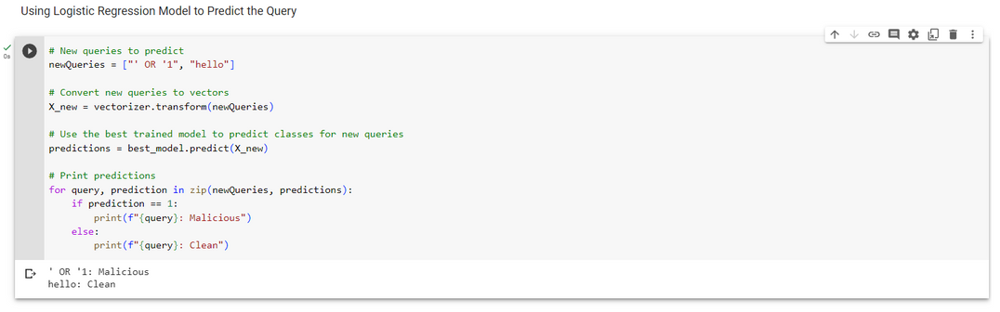 Using Logistic Regression Model to Predict the Query
0s
# New queries to predict
newQueries = ["' OR '1", "hello"]
# Convert new queries to vectors
X_new = vectorizer.transform(newQueries)
# Use the best trained model to predict classes for new queries
predictions = best_model.predict(X_new)
# Print predictions
for query, prediction in zip(newQueries, predictions):
    if prediction == 1:
        print(f"{query}: Malicious")
    else:
        print(f"{query}: Clean")
' OR '1: Malicious
hello: Clean